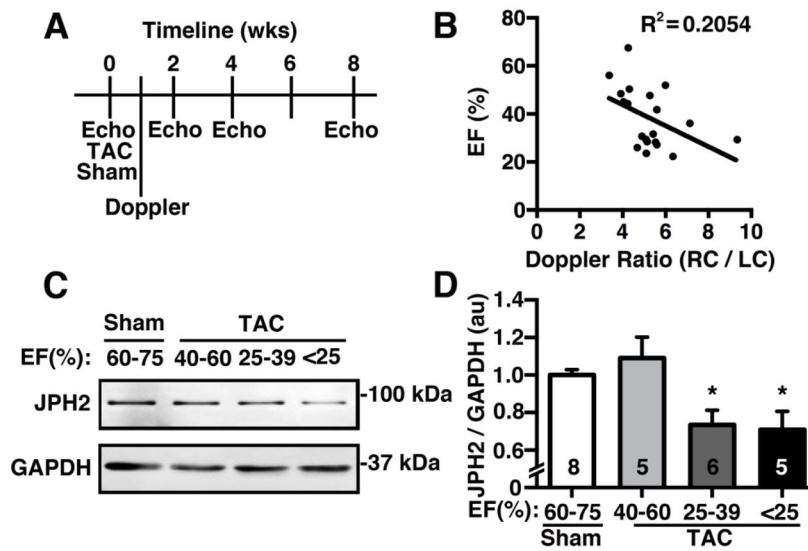 A
Timeline (wks)
0 2 4 6 8
Echo Echo Echo Echo
TAC
Sham
Doppler
B
R²=0.2054
EF (%)
80
60
40
20
0
0 2 4 6 8 10
Doppler Ratio (RC / LC)
C
Sham TAC
EF(%): 60-75 40-60 25-39 <25
JPH2 -100 kDa
GAPDH -37 kDa
D
JPH2 / GAPDH (au)
1.4
1.2
1.0
0.8
0.6
0
* *
8 5 6 5
EF(%): 60-75 40-60 25-39 <25
Sham TAC